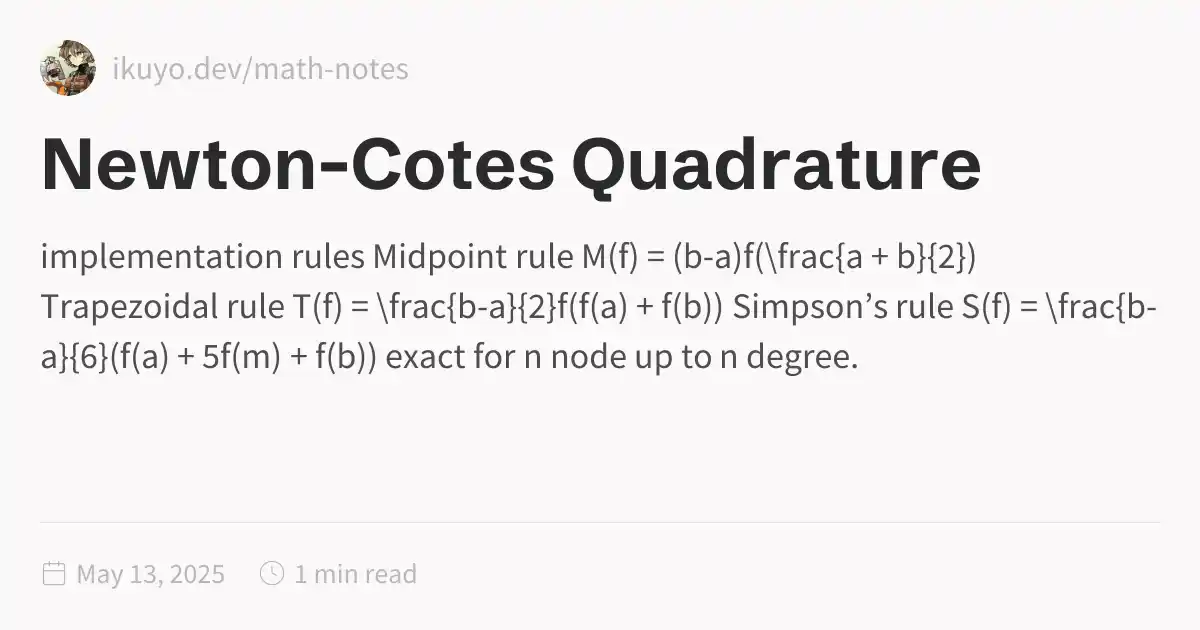 ikuyo.dev/math-notes
Newton-Cotes Quadrature
implementation rules Midpoint rule M(f) = (b-a)f(\frac{a + b}{2})
Trapezoidal rule T(f) = \frac{b-a}{2}f(f(a) + f(b)) Simpson’s rule S(f) = \frac{b-
a}{6}(f(a) + 5f(m) + f(b)) exact for n node up to n degree.
May 13, 2025 1 min read